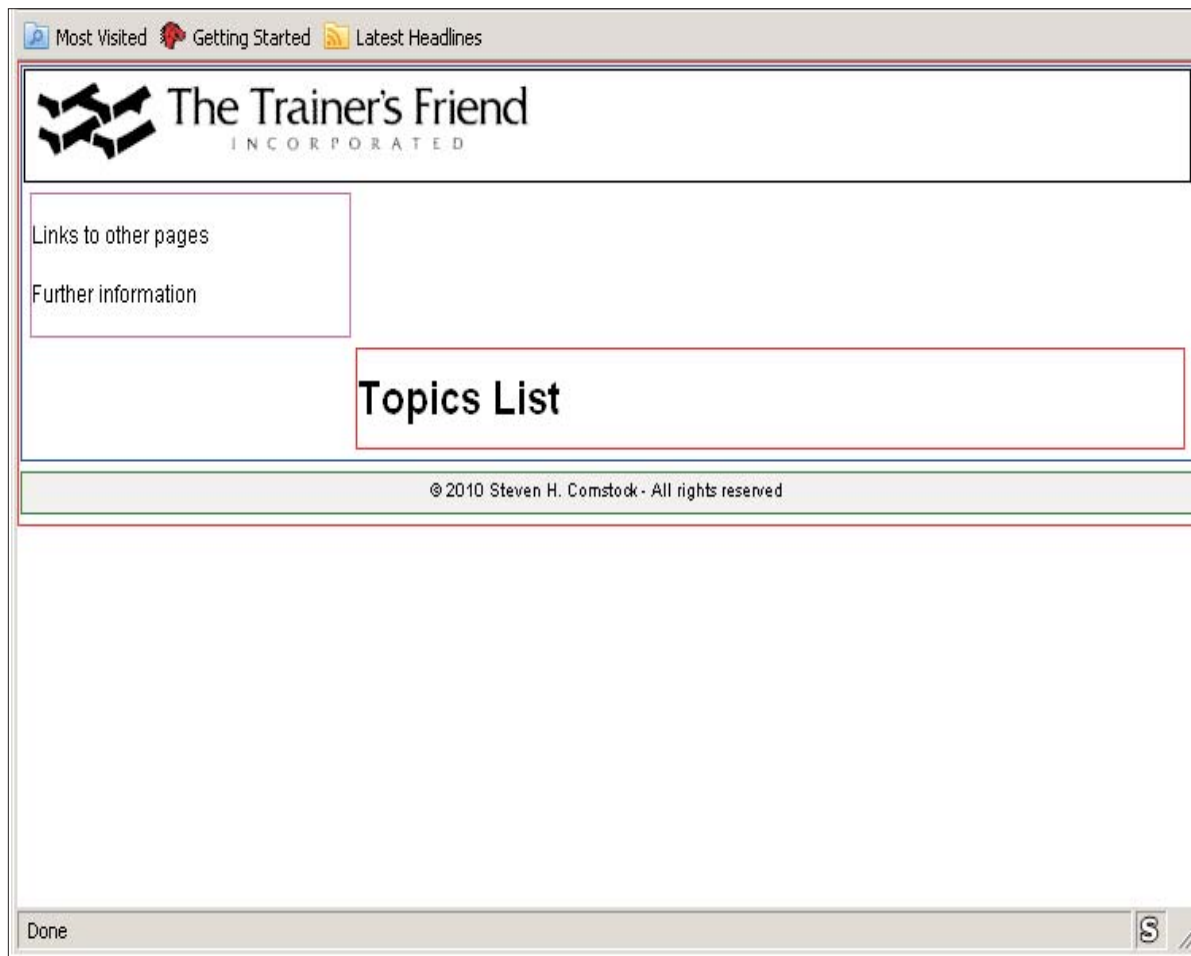 Most Visited Getting Started Latest Headlines
The Trainer's Friend
INCORPORATED
Links to other pages
Further information
Topics List
© 2010 Steven H. Comstock - All rights reserved
Done S